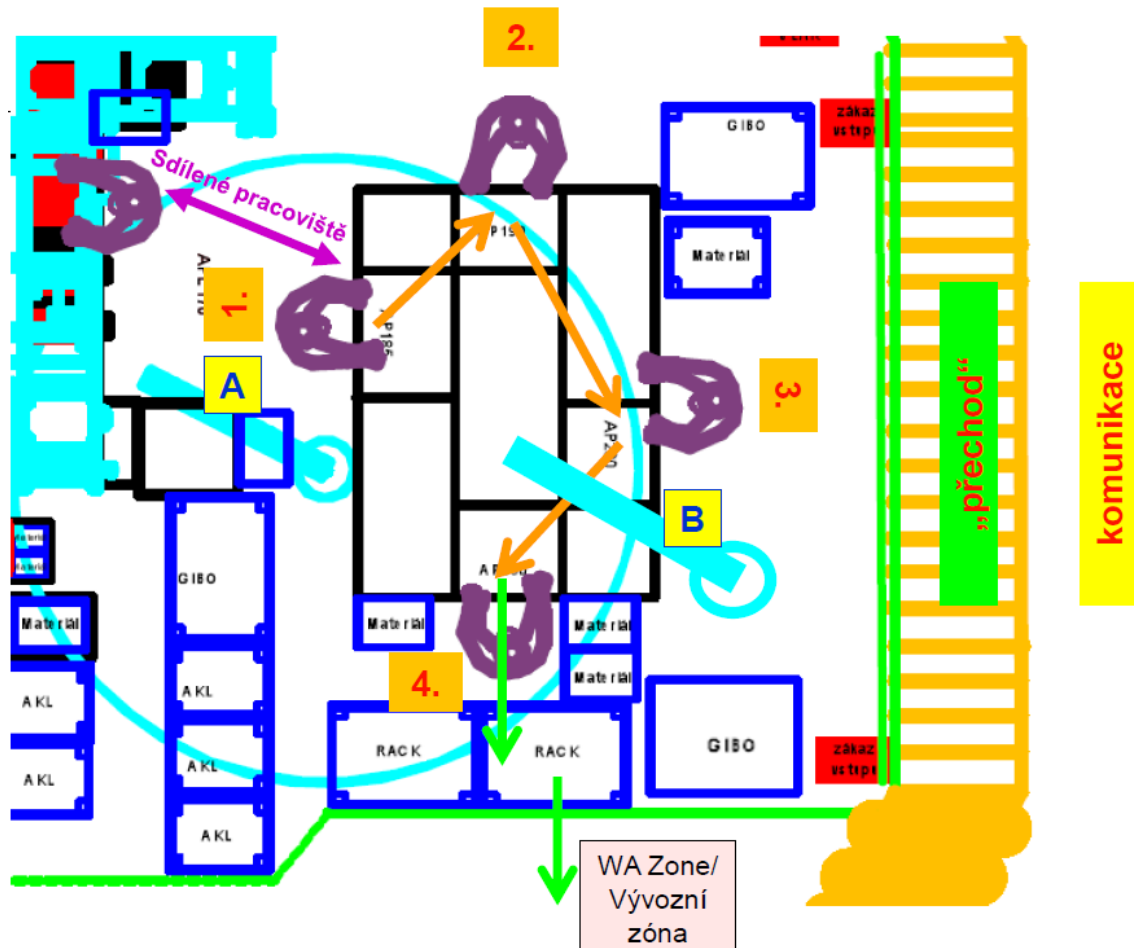 2.
zákaz
vstupu
GIBO
Sdílené pracoviště
Materiál
1.
A
3.
AP220
„přechod“
komunikace
B
GIBO
Materiál
Materiál
Materiál
Materiál
4.
AKL
AKL
AKL
AKL
AKL
RACK
RACK
GIBO
zákaz
vstupu
WA Zone/
Vývozní
zóna